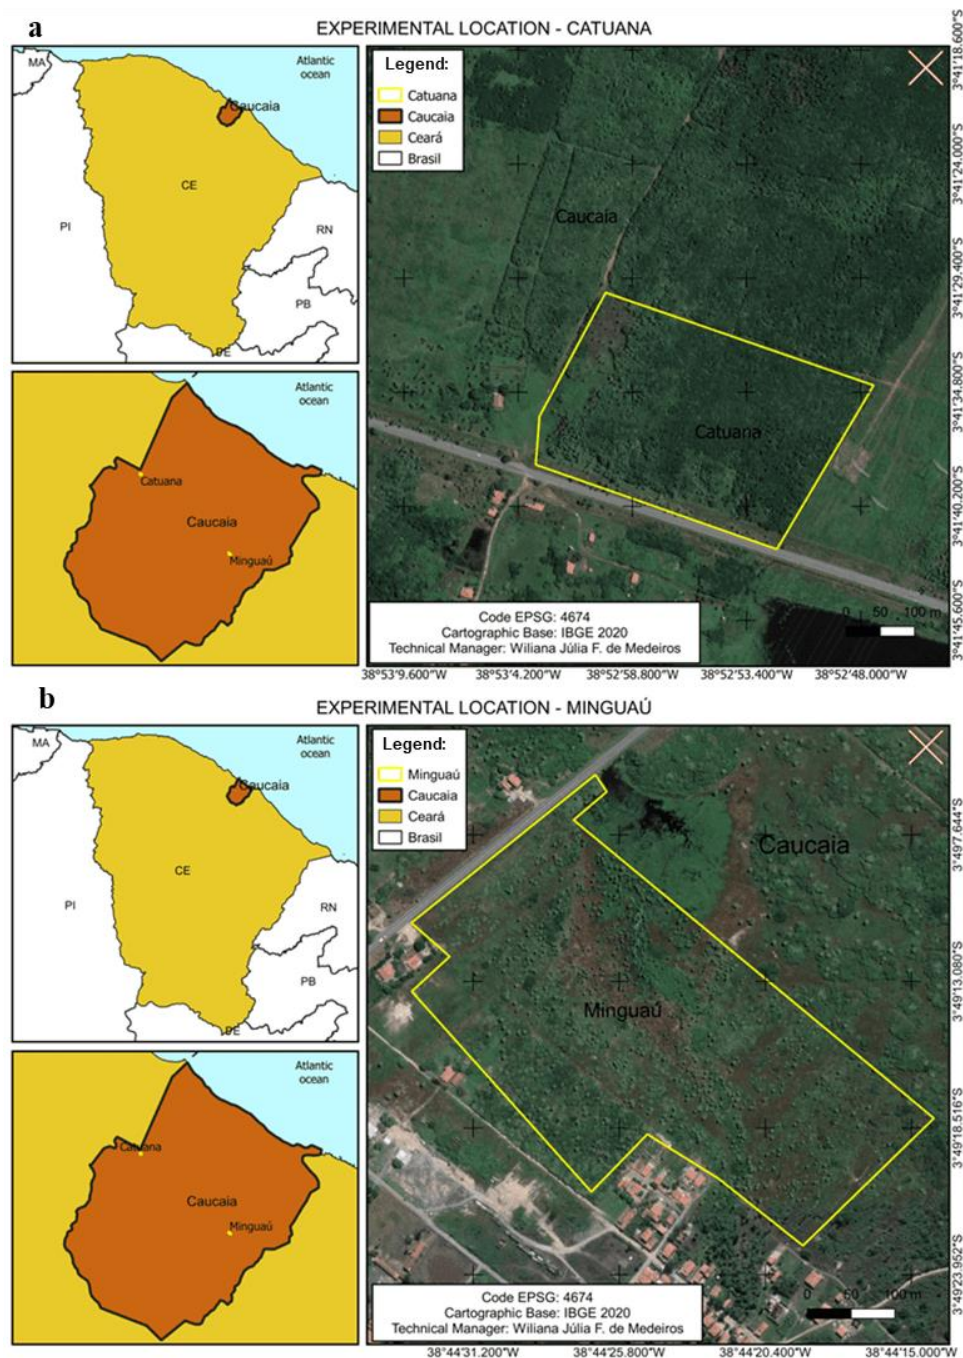 a
EXPERIMENTAL LOCATION - CATUANA
MA
Atlantic
ocean
Caucaia
CE
PI
RN
PB
PE
Atlantic
ocean
Catuana
Caucaia
Minguaú
Legend:
Catuana
Caucaia
Ceará
Brasil
Caucaia
Catuana
0 50 100 m
Code EPSG: 4674
Cartographic Base: IBGE 2020
Technical Manager: Wiliana Júlia F. de Medeiros
3°41'18.600"S
3°41'24.000"S
3°41'29.400"S
3°41'34.800"S
3°41'40.200"S
3°41'45.600"S
38°53'9.600"W 38°53'4.200"W 38°52'58.800"W 38°52'53.400"W 38°52'48.000"W
b
EXPERIMENTAL LOCATION - MINGUAÚ
MA
Atlantic
ocean
Caucaia
CE
PI
RN
PB
PE
Atlantic
ocean
Catuana
Caucaia
Minguaú
Legend:
Minguaú
Caucaia
Ceará
Brasil
Caucaia
Minguaú
0 50 100 m
Code EPSG: 4674
Cartographic Base: IBGE 2020
Technical Manager: Wiliana Júlia F. de Medeiros
3°49'7.644"S
3°49'13.080"S
3°49'18.516"S
3°49'23.952"S
38°44'31.200"W 38°44'25.800"W 38°44'20.400"W 38°44'15.000"W